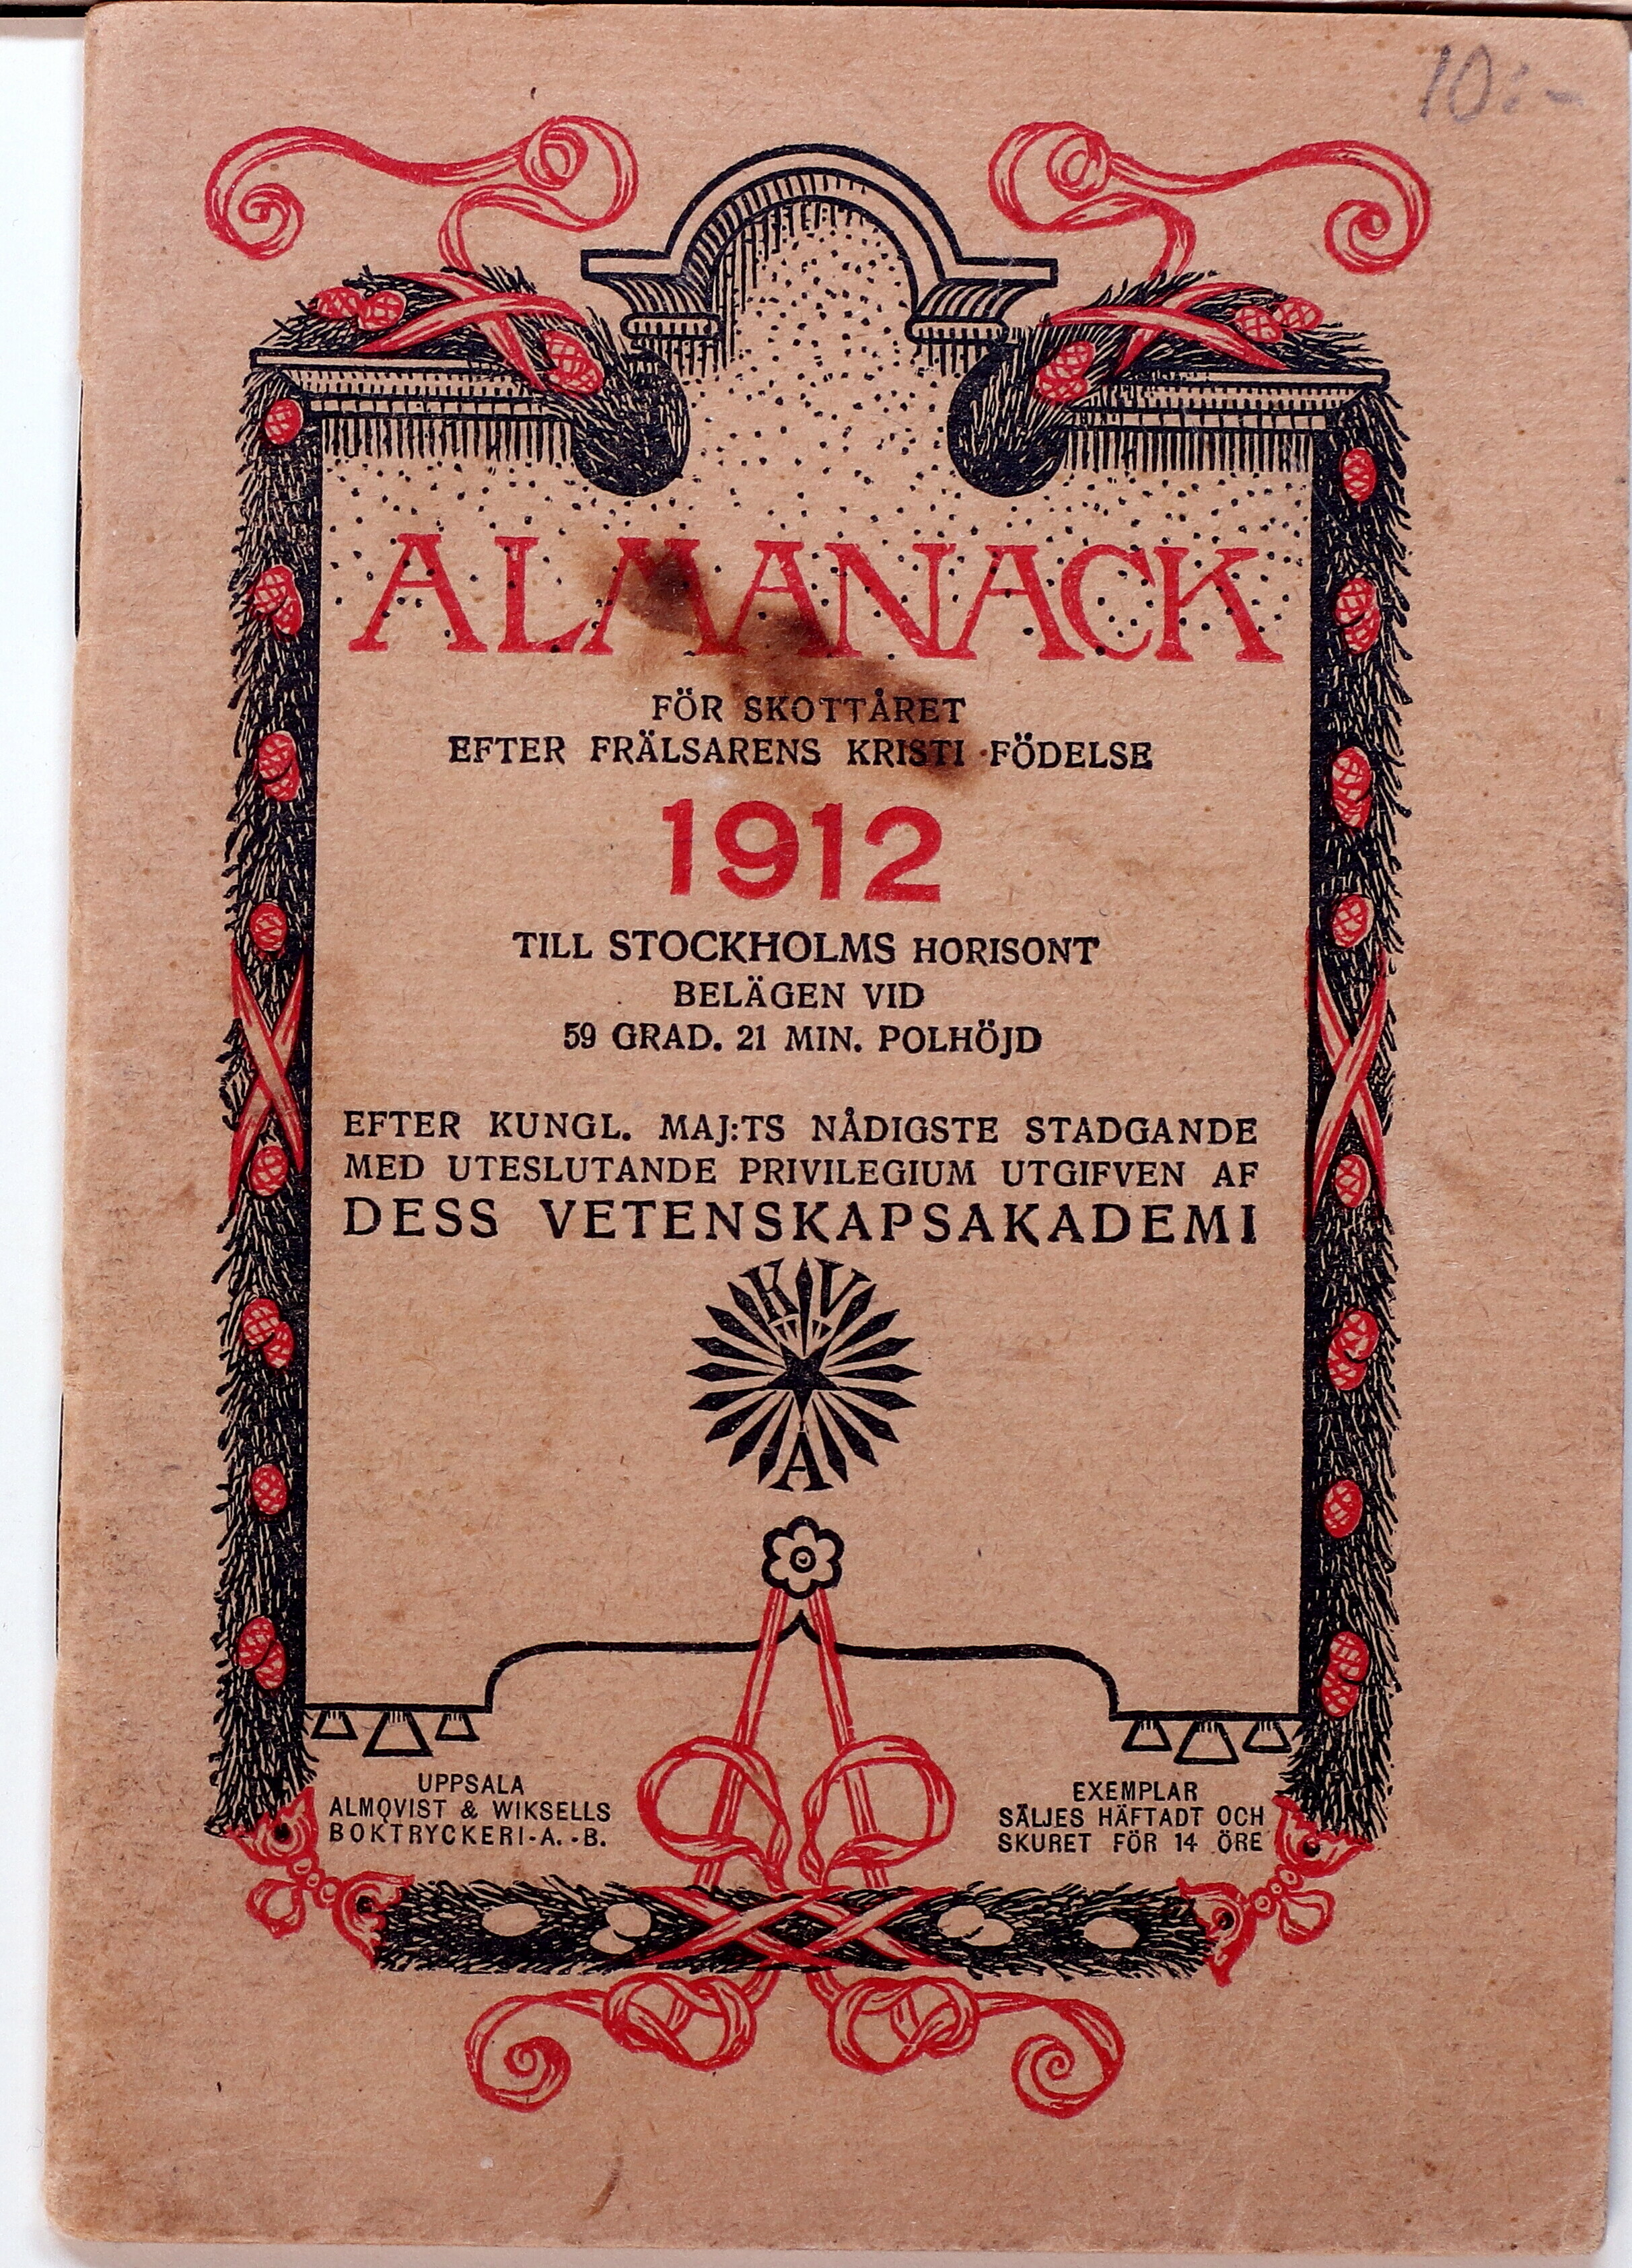 10:-
ALMANACK
FÖR SKOTTÅRET
EFTER FRÄLSARENS KRISTI FÖDELSE
1912
TILL STOCKHOLMS HORISONT
BELÄGEN VID
59 GRAD. 21 MIN. POLHÖJD
EFTER KUNGL. MAJ:TS NÅDIGSTE STADGANDE
MED UTESLUTANDE PRIVILEGIUM UTGIFVEN AF
DESS VETENSKAPSAKADEMI
K V
A
UPPSALA
ALMQVIST & WIKSELLS
BOKTRYCKERI-A.-B.
EXEMPLAR
SÄLJES HÄFTADT OCH
SKURET FÖR 14 ÖRE